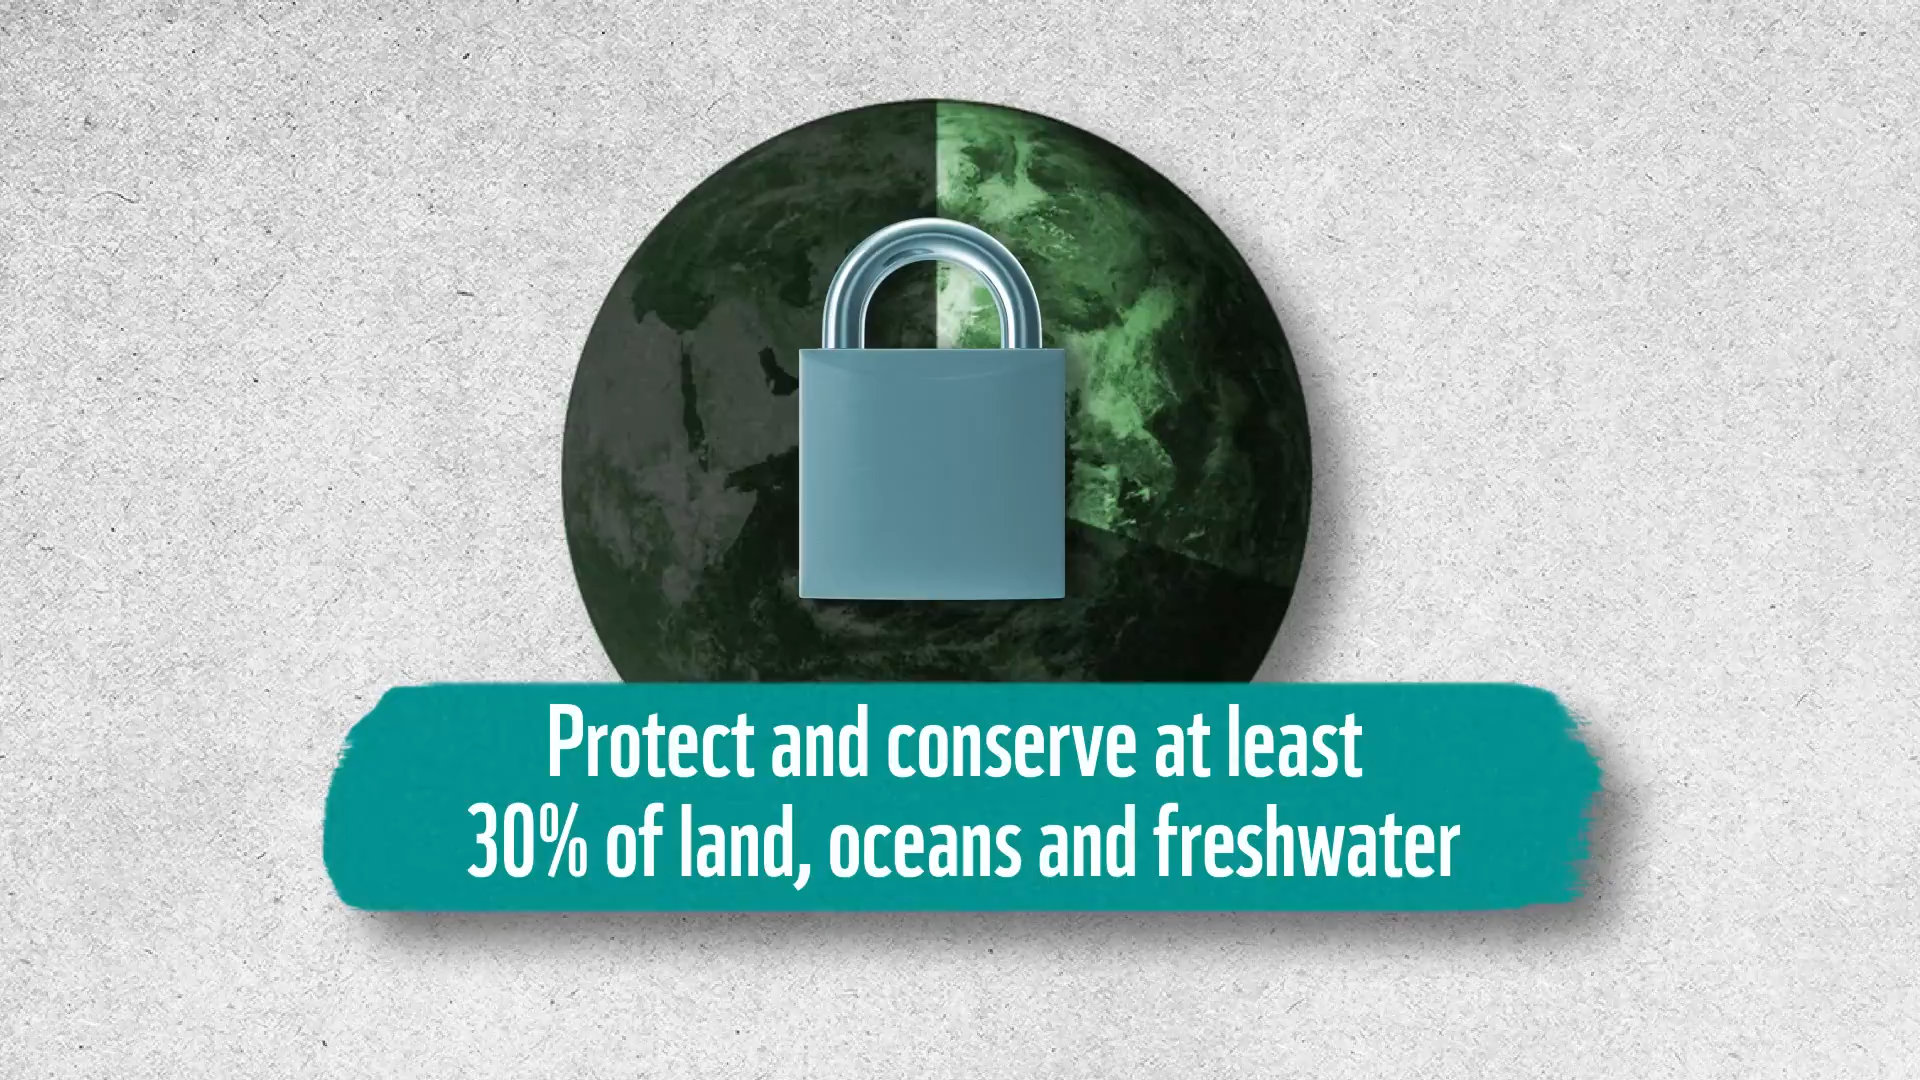 Protect and conserve at least
30% of land, oceans and freshwater